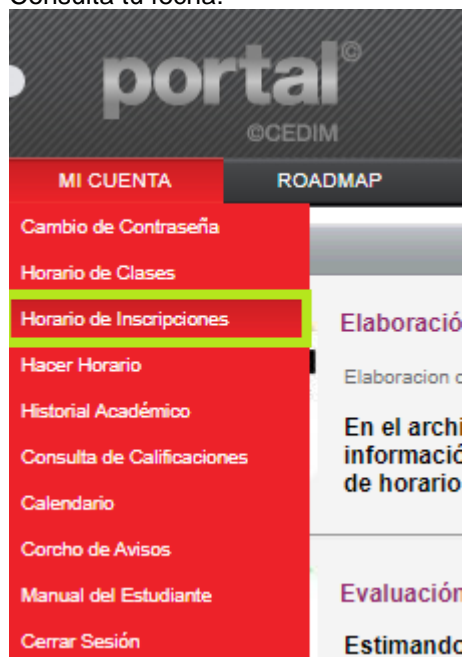 Consulta tu fecha:
portal©
©CEDIM
MI CUENTA
ROADMAP
Cambio de Contraseña
Horario de Clases
Horario de Inscripciones
Hacer Horario
Historial Académico
Consulta de Calificaciones
Calendario
Corcho de Avisos
Manual del Estudiante
Cerrar Sesión
Elaboració
Elaboracion
En el archi
informació
de horario
Evaluación
Estimando